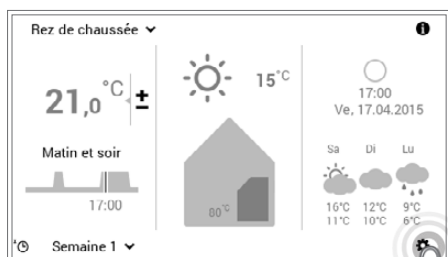 Rez de chaussée
21,0 °C ±
Matin et soir
17:00
Semaine 1
15°C
80°C
17:00
Ve, 17.04.2015
Sa Di Lu
16°C 12°C 9°C
11°C 10°C 6°C